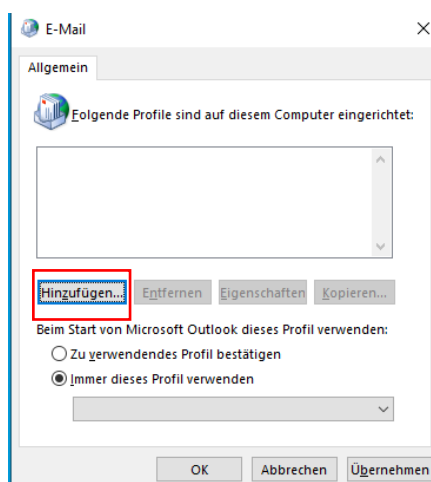 E-Mail
Allgemein
Folgende Profile sind auf diesem Computer eingerichtet:
Hinzufügen... Entfernen Eigenschaften Kopieren...
Beim Start von Microsoft Outlook dieses Profil verwenden:
Zu verwendendes Profil bestätigen
Immer dieses Profil verwenden
OK Abbrechen Übernehmen